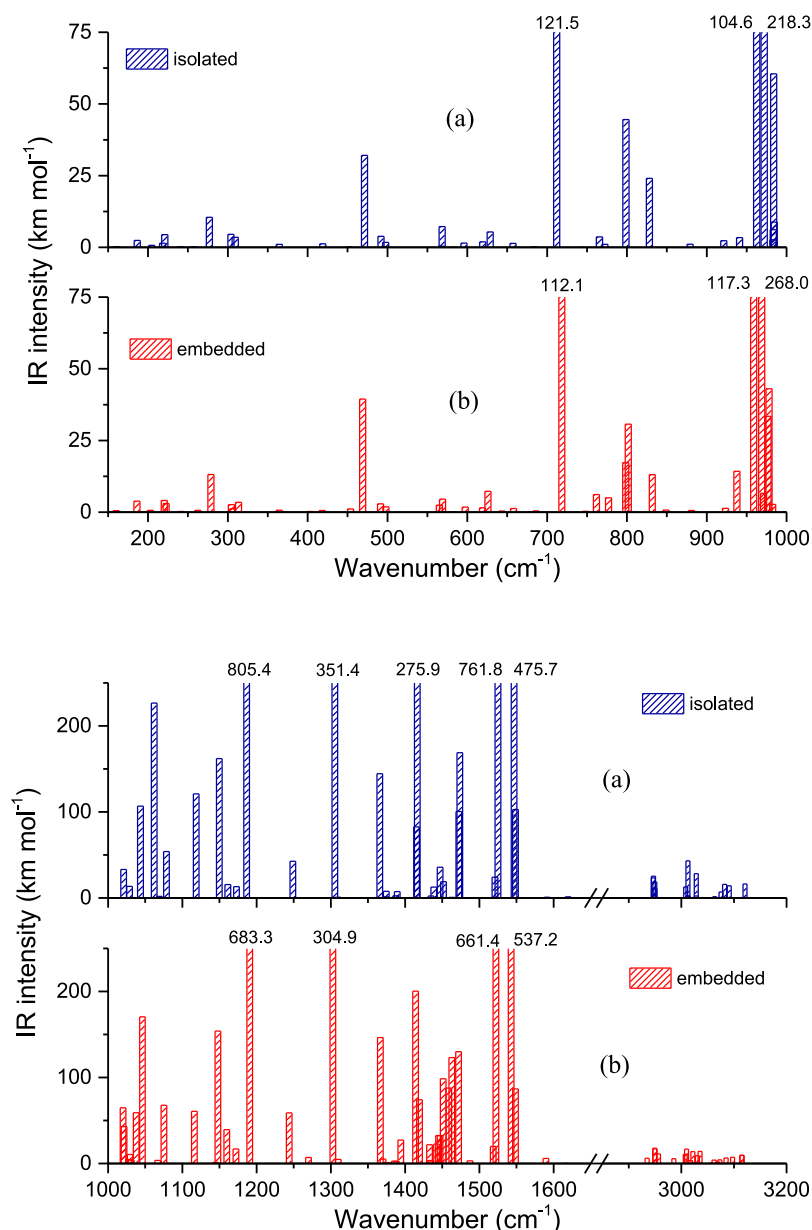 121.5 104.6 218.3
75
isolated
50
(a)
25
0
IR intensity (km mol-1)
112.1 117.3 268.0
75
embedded
50
(b)
25
0
200 300 400 500 600 700 800 900 1000
Wavenumber (cm-1)
805.4 351.4 275.9 761.8 475.7
isolated
200
(a)
100
0
IR intensity (km mol-1)
683.3 304.9 661.4 537.2
embedded
200
(b)
100
0
1000 1100 1200 1300 1400 1500 1600 3000 3200
Wavenumber (cm-1)